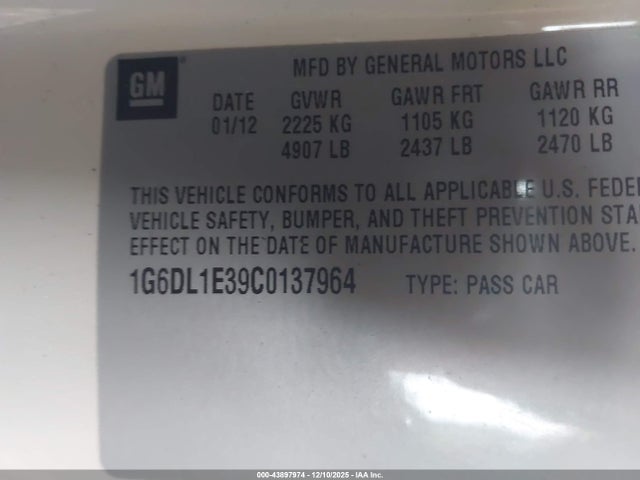 GM
MFD BY GENERAL MOTORS LLC
DATE GVWR GAWR FRT GAWR RR
01/12 2225 KG 1105 KG 1120 KG
4907 LB 2437 LB 2470 LB
THIS VEHICLE CONFORMS TO ALL APPLICABLE U.S. FEDER
VEHICLE SAFETY, BUMPER, AND THEFT PREVENTION STA
EFFECT ON THE DATE OF MANUFACTURE SHOWN ABOVE.
1G6DL1E39C0137964 TYPE: PASS CAR
000-43897974 - 12/10/2025 - IAA Inc.